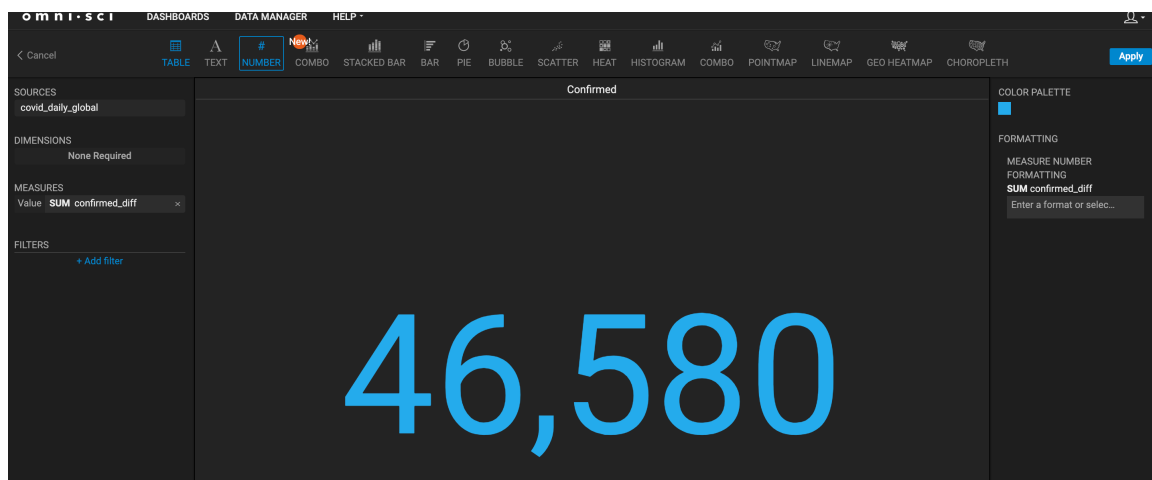 omni·sci DASHBOARDS DATA MANAGER HELP
< Cancel TABLE TEXT # NUMBER New! COMBO STACKED BAR BAR PIE BUBBLE SCATTER HEAT HISTOGRAM COMBO POINTMAP LINEMAP GEO HEATMAP CHOROPLETH Apply
SOURCES
covid_daily_global
DIMENSIONS
None Required
MEASURES
Value SUM confirmed_diff ×
FILTERS
+ Add filter
Confirmed
46,580
COLOR PALETTE
FORMATTING
MEASURE NUMBER
FORMATTING
SUM confirmed_diff
Enter a format or selec...